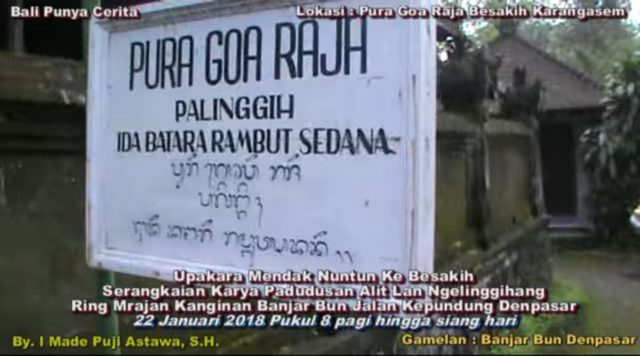 Bali Punya Cerita
Lokasi : Pura Goa Raja Besakih Karangasem
PURA GOA RAJA
PALINGGIH
IDA BATARA RAMBUT SEDANA
Upakara Mendak Nuntun Ke Besakih
Serangkaian Karya Padudusan Alit Lan Ngelinggihang
Ring Mrajan Kanginan Banjar Bun Jalan Kepundung Denpasar
22 Januari 2018 Pukul 8 pagi hingga siang hari
By. I Made Puji Astawa, S.H.
Gamelan : Banjar Bun Denpasar